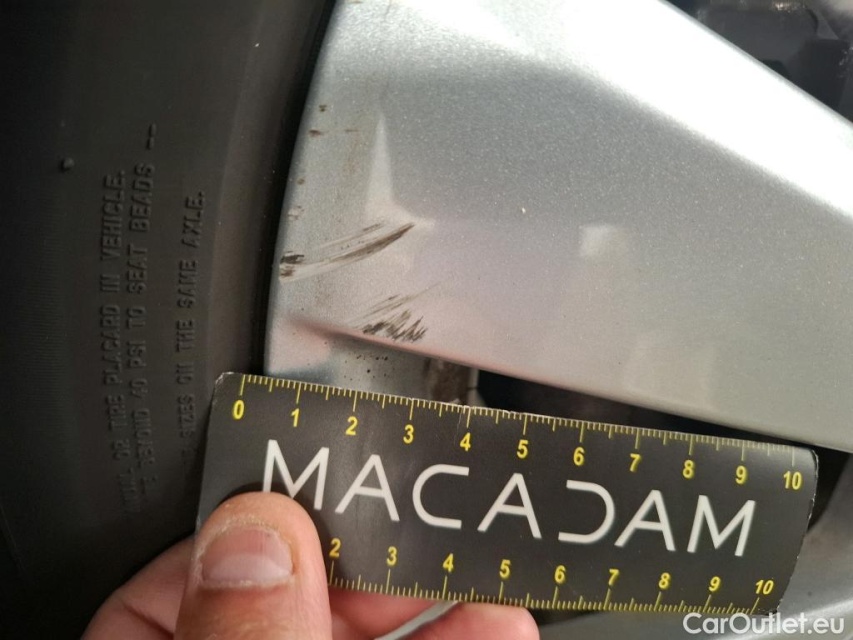 TIRE PLACARD IN VEHICLE.
BEYOND 40 PSI TO SEAT BEADS -
SIZES ON THE SAME AXLE.
0 1 2 3 4 5 6 7 8 9 10
MACADAM
2 3 4 5 6 7 8 9 10
CarOutlet.eu